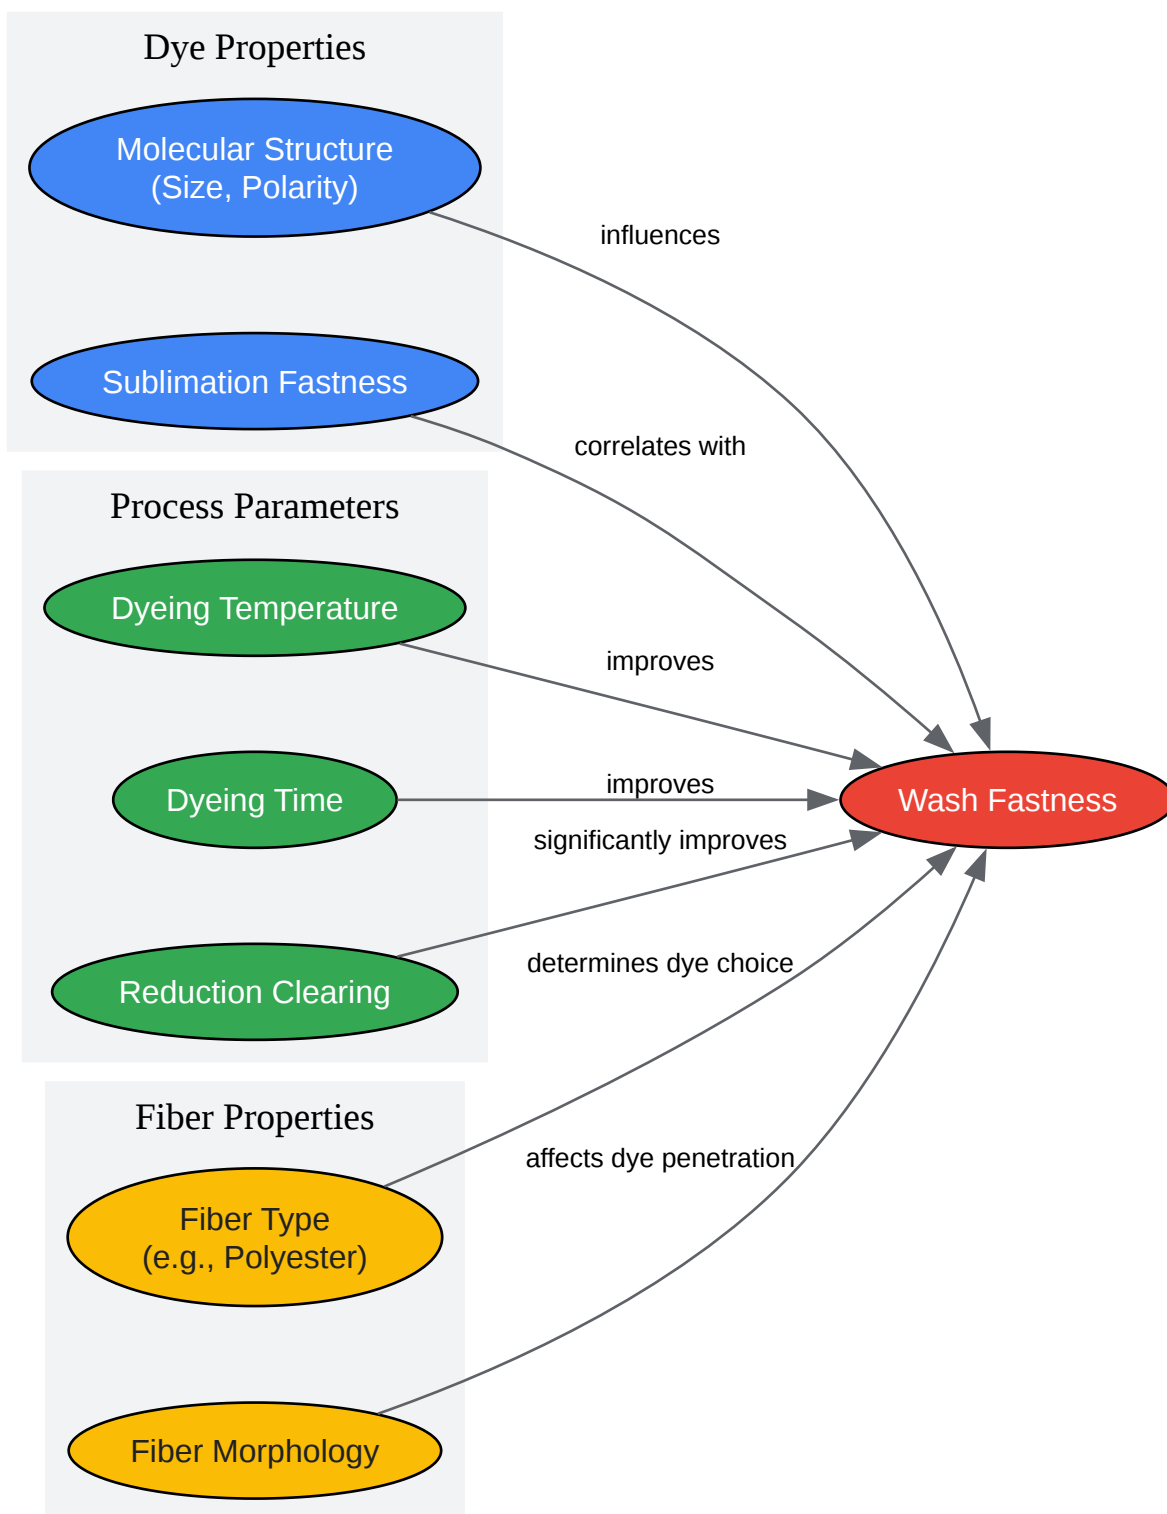 Dye Properties
Molecular Structure
(Size, Polarity)
influences
Sublimation Fastness
correlates with
Process Parameters
Dyeing Temperature
improves
Dyeing Time
improves
Wash Fastness
significantly improves
Reduction Clearing
determines dye choice
Fiber Properties
affects dye penetration
Fiber Type
(e.g., Polyester)
Fiber Morphology